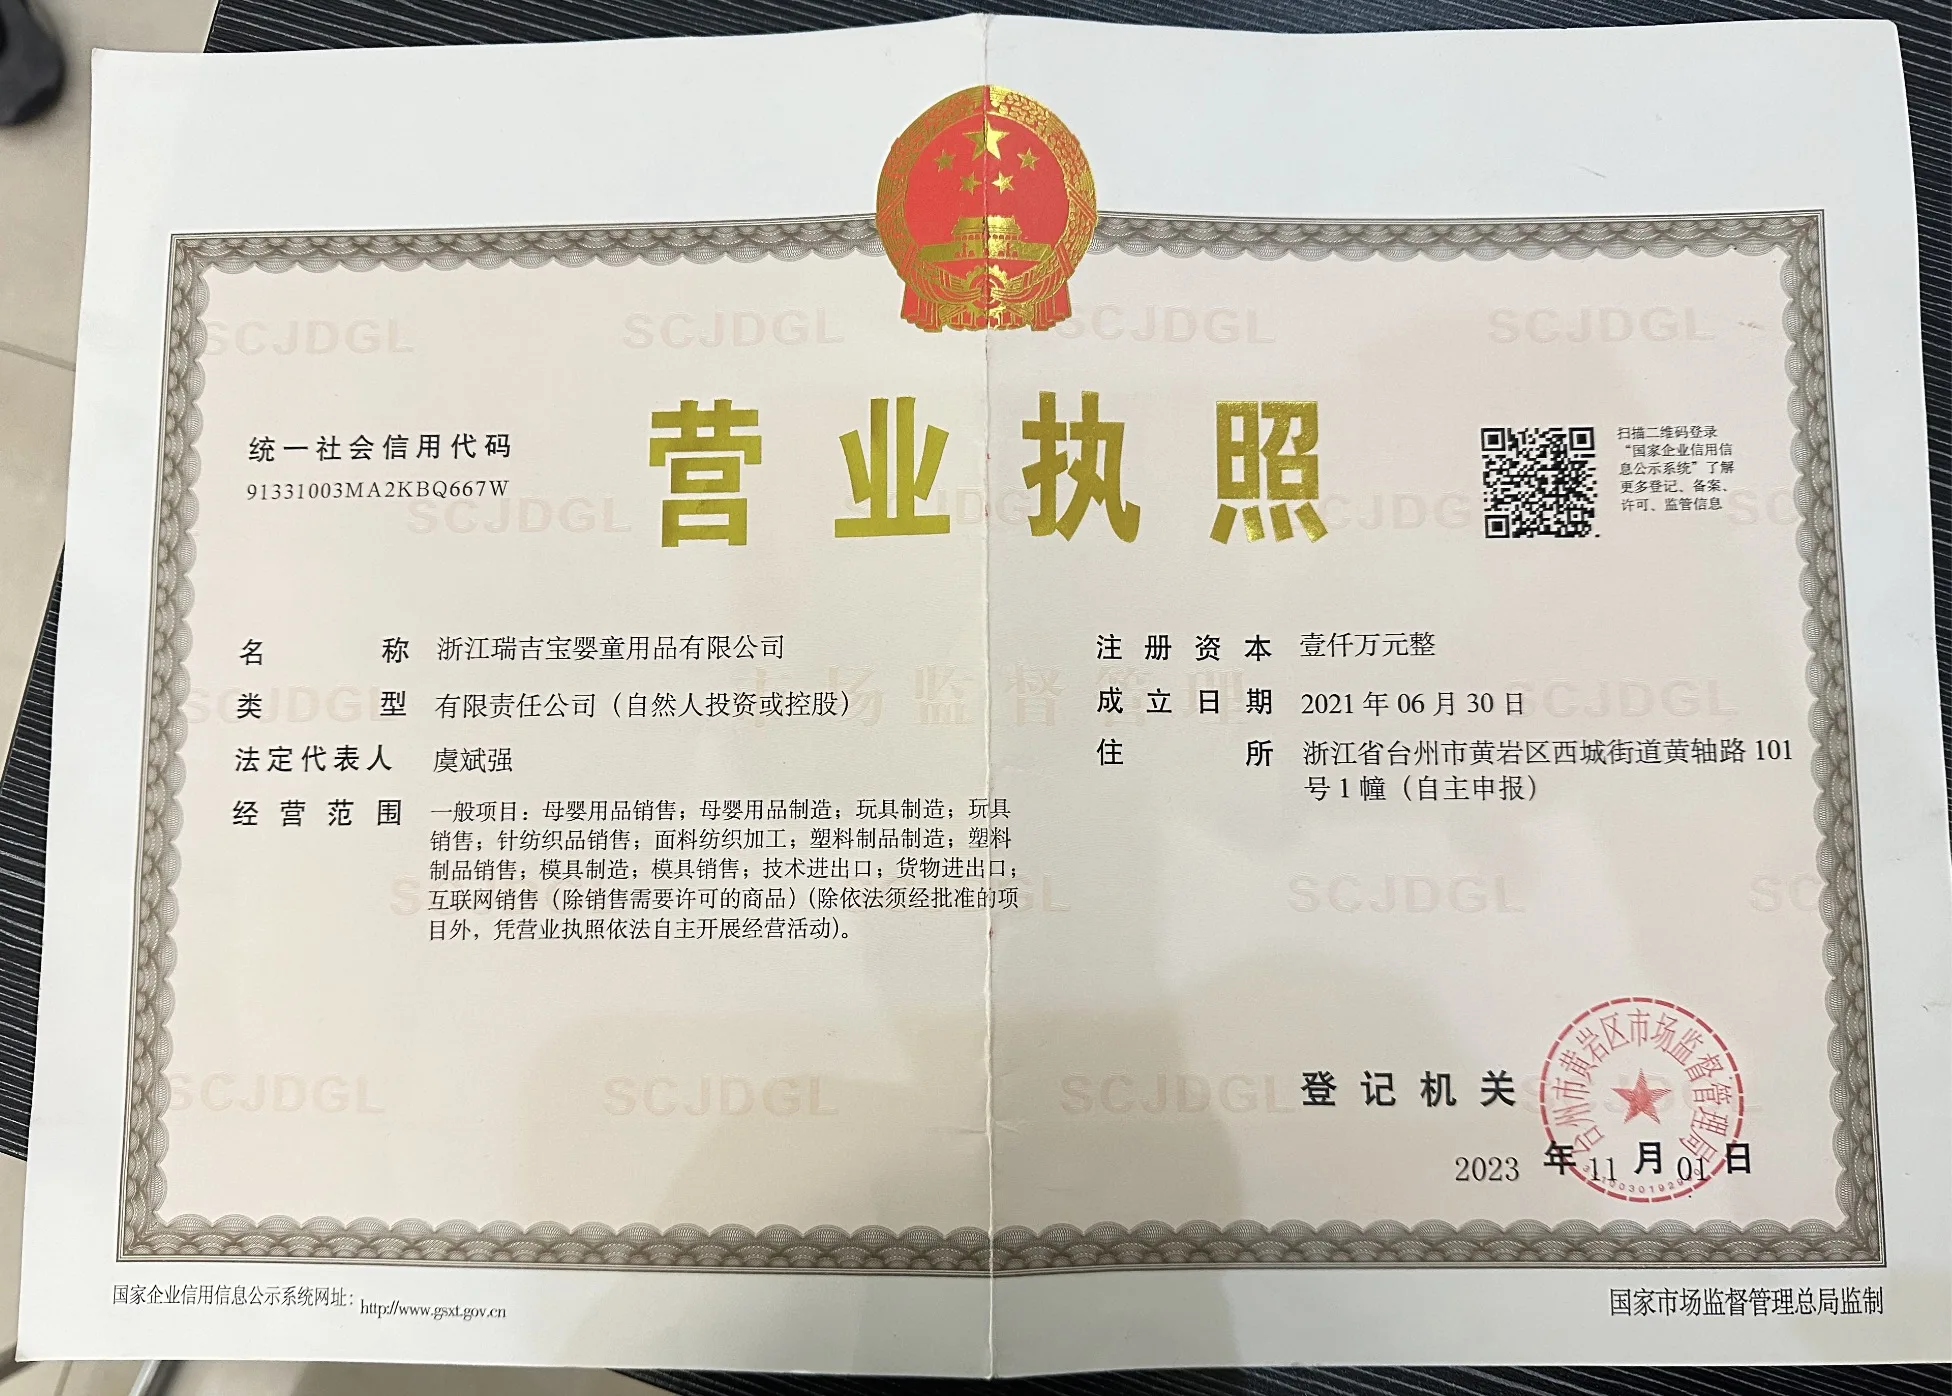 营业执照
统一社会信用代码
91331003MA2KBQ667W
扫描二维码登录
“国家企业信用信
息公示系统”了解
更多登记、备案、
许可、监管信息
名称 浙江瑞吉宝婴童用品有限公司
类型 有限责任公司（自然人投资或控股）
法定代表人 虞斌强
经营范围 一般项目：母婴用品销售；母婴用品制造；玩具制造；玩具
销售；针纺织品销售；面料纺织加工；塑料制品制造；塑料
制品销售；模具制造；模具销售；技术进出口；货物进出口；
互联网销售（除销售需要许可的商品）(除依法须经批准的项
目外，凭营业执照依法自主开展经营活动)。
注册资本 壹仟万元整
成立日期 2021年06月30日
住所 浙江省台州市黄岩区西城街道黄轴路101
号1幢（自主申报）
登记机关
台州市黄岩区市场监督管理局
2023年11月01日
国家企业信用信息公示系统网址：http://www.gsxt.gov.cn
国家市场监督管理总局监制
SCJDGL
市场监督管理